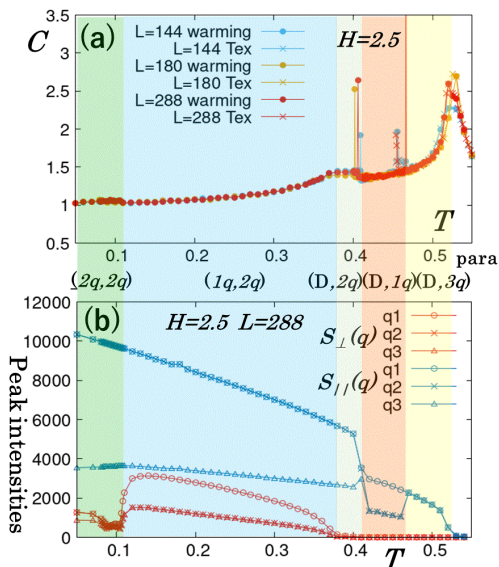 3.5
3
2.5
2
1.5
1
0.5
C
(a)
L=144 warming
L=144 Tex
L=180 warming
L=180 Tex
L=288 warming
L=288 Tex
H=2.5
T
0.1 0.2 0.3 0.4 0.5 para
(2q,2q) (1q,2q) (D,2q) (D,1q) (D,3q)
12000
10000
8000
6000
4000
2000
0
Peak intensities
(b)
H=2.5 L=288
S⊥(q)
q1
q2
q3
S//(q)
q1
q2
q3
0.1 0.2 0.3 0.4 0.5
T